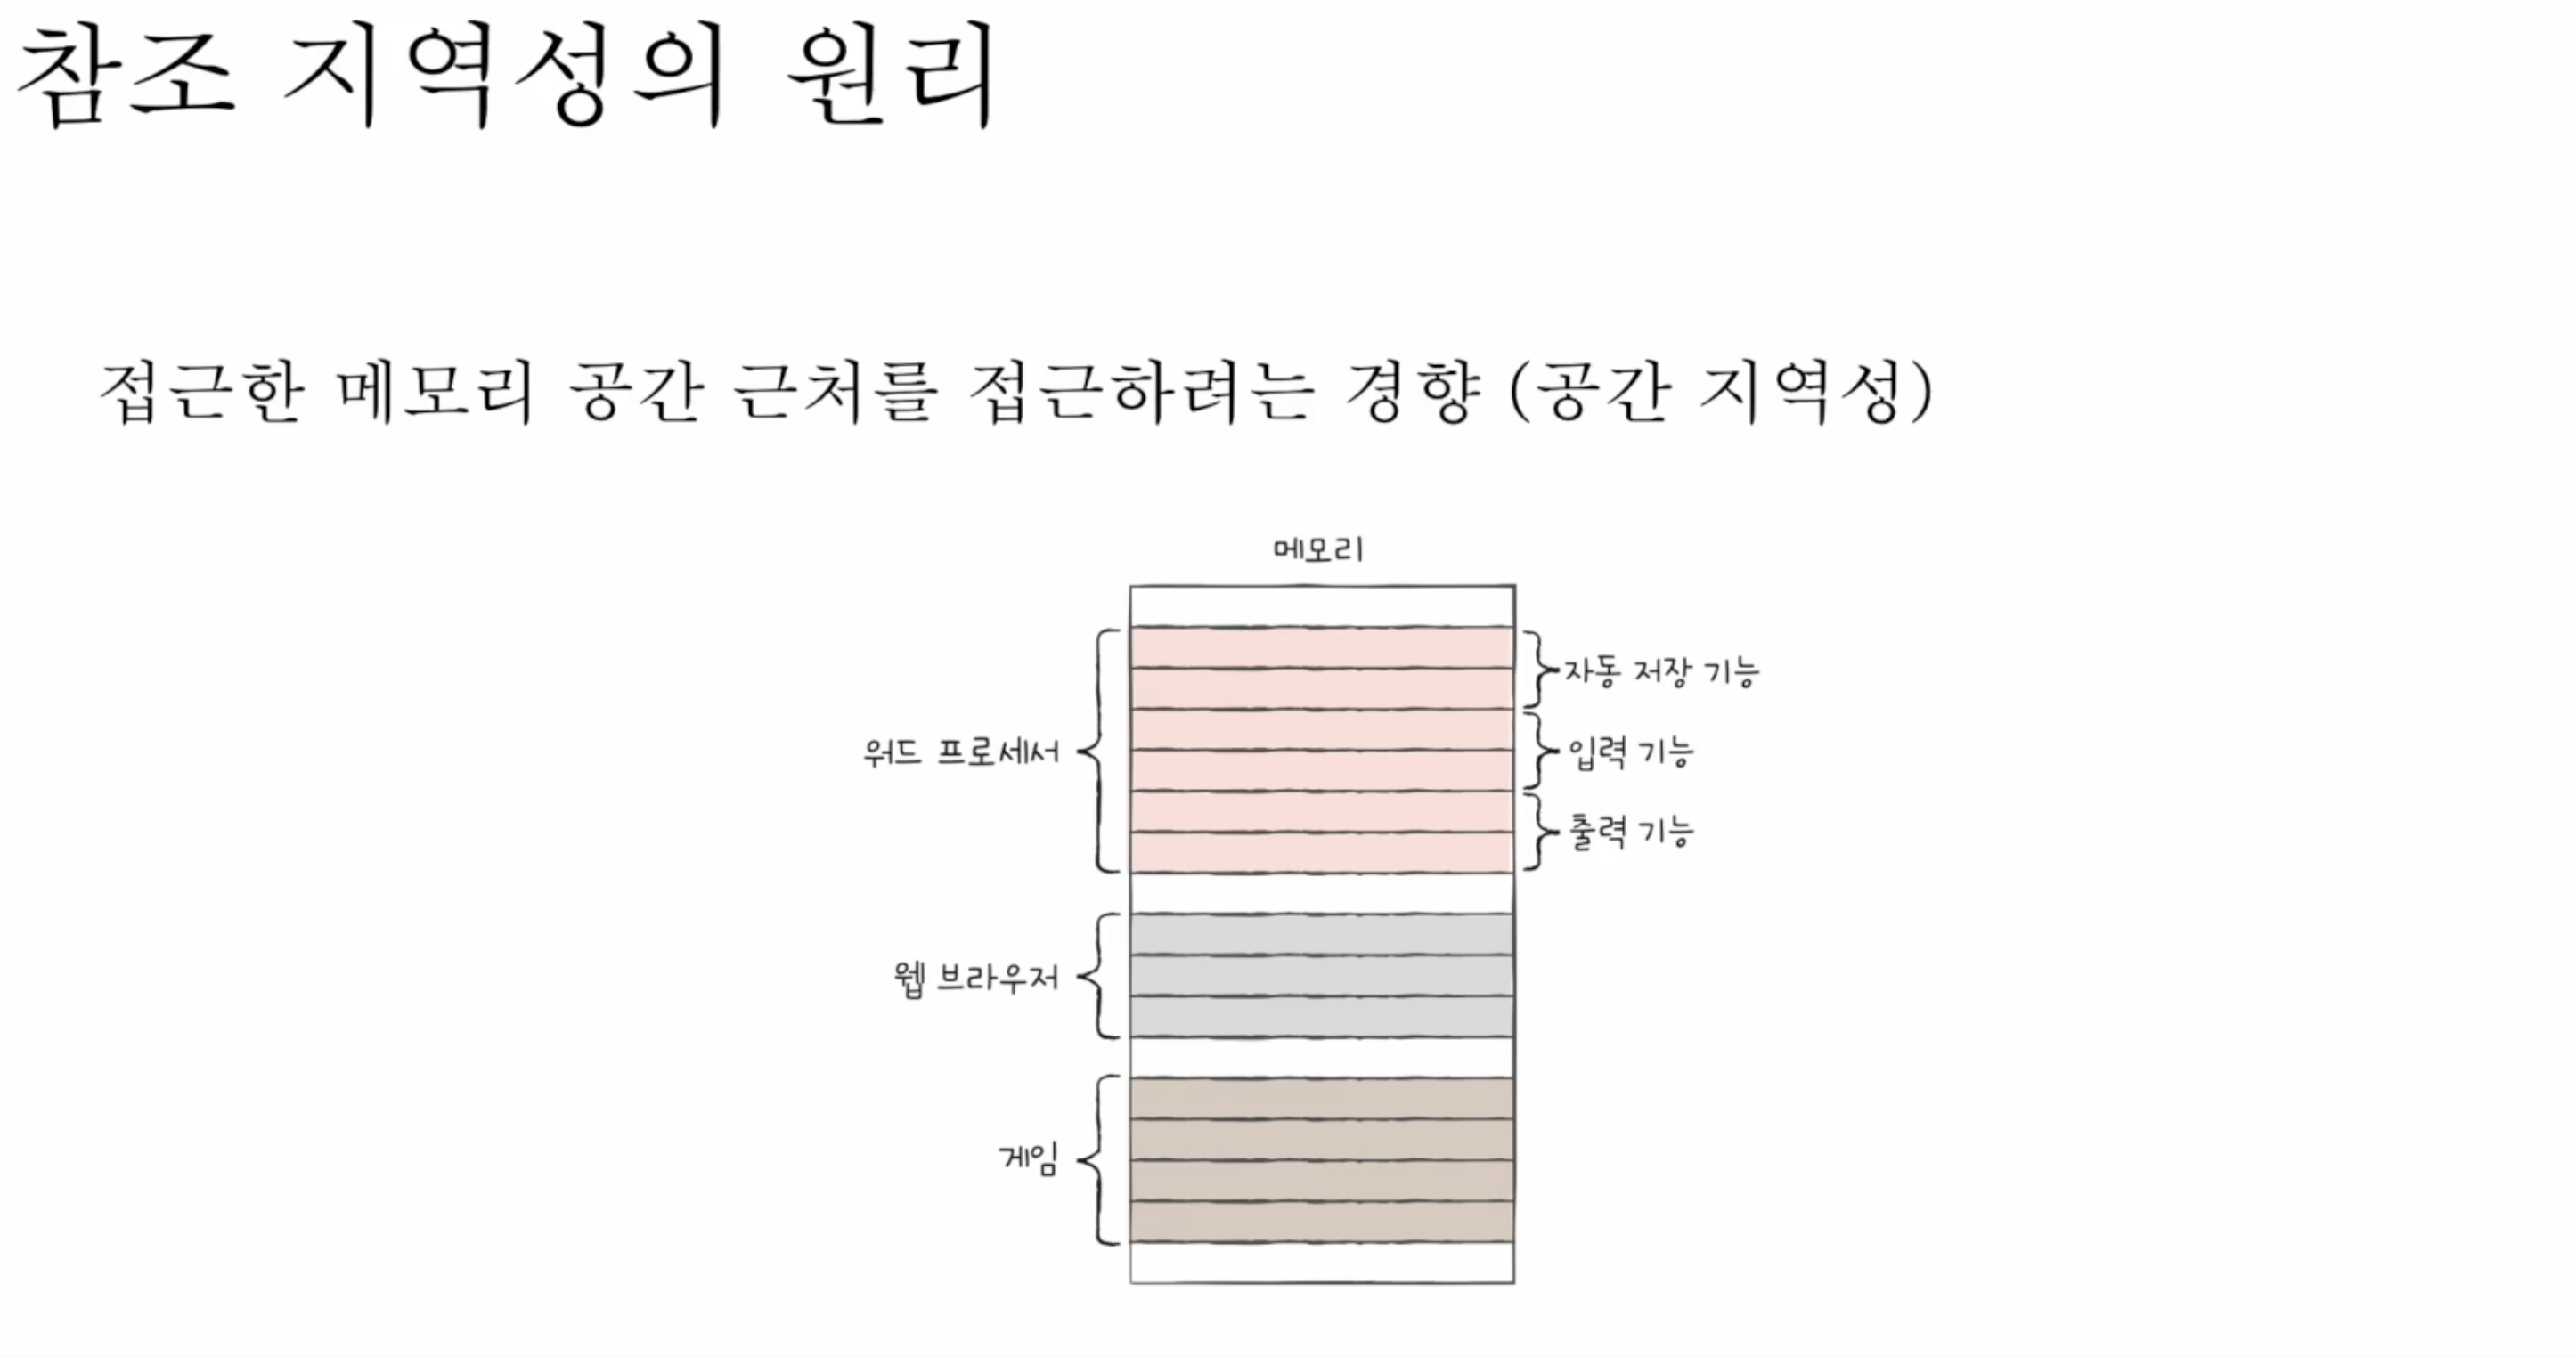 참조 지역성의 원리
접근한 메모리 공간 근처를 접근하려는 경향 (공간 지역성)
메모리
자동 저장 기능
워드 프로세서
입력 기능
출력 기능
웹 브라우저
게임